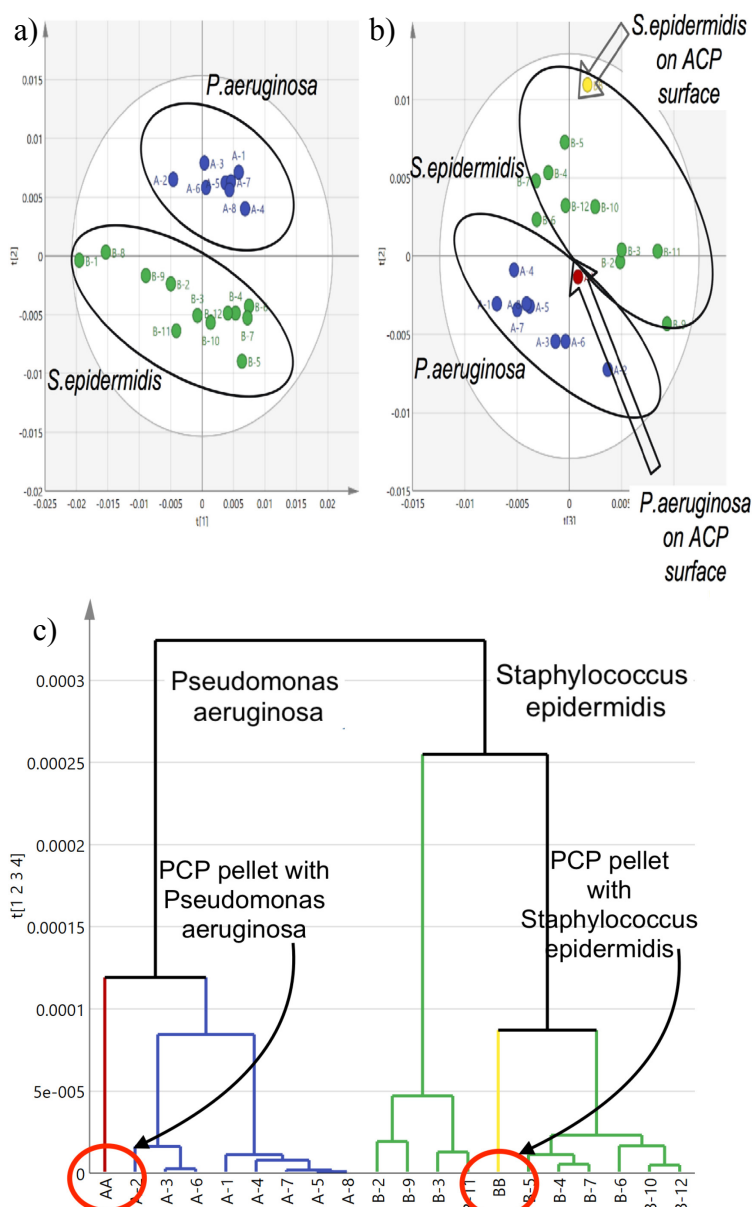 a)
P.aeruginosa
0.015
0.01
0.005
0
-0.005
-0.01
-0.015
-0.02
t[2]
A-3
A-1
A-2
A-5
A-7
A-6
A-8
A-4
B-1
B-8
B-9
B-2
B-3
B-4
B-12
B-7
B-11
B-10
B-5
S.epidermidis
-0.025
-0.02
-0.015
-0.01
-0.005
0
0.005
0.01
0.015
0.02
t[1]
b)
S.epidermidis
on ACP
surface
0.01
0.005
0
-0.005
-0.01
-0.015
t[2]
S.epidermidis
B-5
B-4
B-7
B-12
B-10
B-6
B-3
B-11
B-2
A-4
A-1
A-5
A-7
A-3
A-6
P.aeruginosa
-0.015
-0.01
-0.005
0
t[3]
P.aeruginosa
on ACP
surface
c)
0.0003
0.00025
0.0002
0.00015
0.0001
5e-005
0
t[1 2 3 4]
Pseudomonas
aeruginosa
Staphylococcus
epidermidis
PCP pellet with
Pseudomonas
aeruginosa
PCP pellet
with
Staphylococcus
epidermidis
AA
A-2
A-3
A-6
A-1
A-4
A-7
A-5
A-8
B-2
B-9
B-3
BB
B-5
B-4
B-7
B-6
B-10
B-12